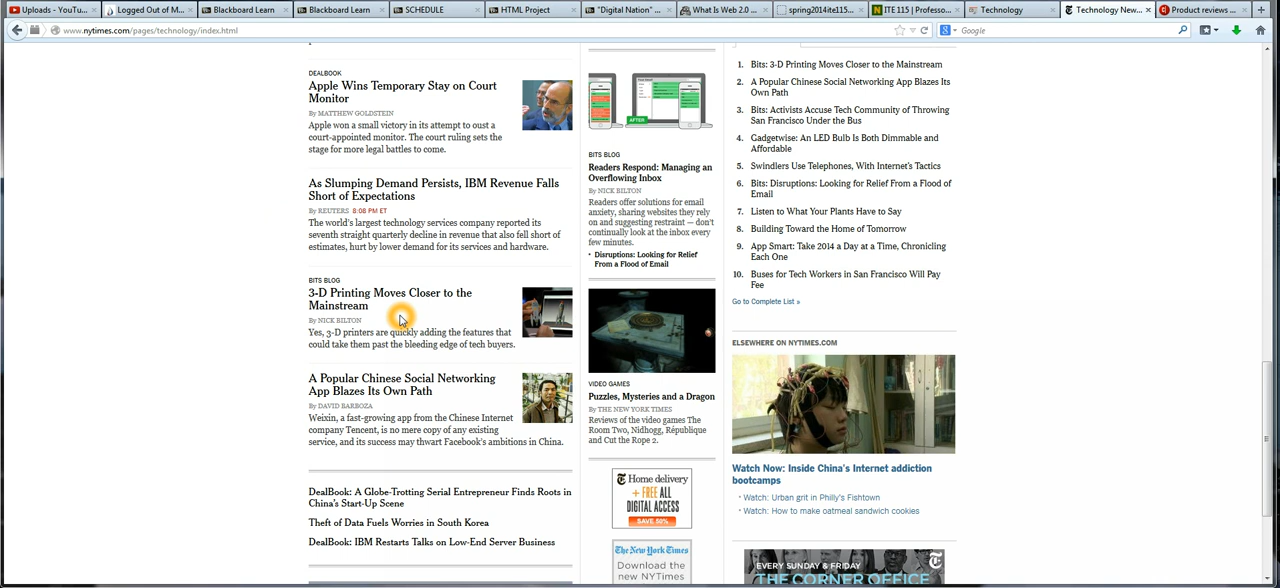 Uploads - YouTu...
Logged Out of M...
Blackboard Learn
Blackboard Learn
SCHEDULE
HTML Project
"Digital Nation" ...
What Is Web 2.0 ...
spring2014ite115...
ITE 115 | Professo...
Technology
Technology New...
Product reviews ...
www.nytimes.com/pages/technology/index.html
Google
DEALBOOK
Apple Wins Temporary Stay on Court
Monitor
By MATTHEW GOLDSTEIN
Apple won a small victory in its attempt to oust a
court-appointed monitor. The court ruling sets the
stage for more legal battles to come.
As Slumping Demand Persists, IBM Revenue Falls
Short of Expectations
By REUTERS 8:08 PM ET
The world's largest technology services company reported its
seventh straight quarterly decline in revenue that also fell short of
estimates, hurt by lower demand for its services and hardware.
BITS BLOG
3-D Printing Moves Closer to the
Mainstream
By NICK BILTON
Yes, 3-D printers are quickly adding the features that
could take them past the bleeding edge of tech buyers.
A Popular Chinese Social Networking
App Blazes Its Own Path
By DAVID BARBOZA
Weixin, a fast-growing app from the Chinese Internet
company Tencent, is no mere copy of any existing
service, and its success may thwart Facebook's ambitions in China.
DealBook: A Globe-Trotting Serial Entrepreneur Finds Roots in
China's Start-Up Scene
Theft of Data Fuels Worries in South Korea
DealBook: IBM Restarts Talks on Low-End Server Business
AFTER
BITS BLOG
Readers Respond: Managing an
Overflowing Inbox
By NICK BILTON
Readers offer solutions for email
anxiety, sharing websites they rely
on and suggesting restraint — don't
continually look at the inbox every
few minutes.
• Disruptions: Looking for Relief
From a Flood of Email
VIDEO GAMES
Puzzles, Mysteries and a Dragon
By THE NEW YORK TIMES
Reviews of the video games The
Room Two, Nidhogg, République
and Cut the Rope 2.
Home delivery
+ FREE ALL
DIGITAL ACCESS
SAVE 50%
The New York Times
Download the
new NYTimes
1. Bits: 3-D Printing Moves Closer to the Mainstream
2. A Popular Chinese Social Networking App Blazes Its
Own Path
3. Bits: Activists Accuse Tech Community of Throwing
San Francisco Under the Bus
4. Gadgetwise: An LED Bulb Is Both Dimmable and
Affordable
5. Swindlers Use Telephones, With Internet's Tactics
6. Bits: Disruptions: Looking for Relief From a Flood of
Email
7. Listen to What Your Plants Have to Say
8. Building Toward the Home of Tomorrow
9. App Smart: Take 2014 a Day at a Time, Chronicling
Each One
10. Buses for Tech Workers in San Francisco Will Pay
Fee
Go to Complete List »
ELSEWHERE ON NYTIMES.COM
Watch Now: Inside China's Internet addiction
bootcamps
• Watch: Urban grit in Philly's Fishtown
• Watch: How to make oatmeal sandwich cookies
EVERY SUNDAY & FRIDAY
THE CORNER OFFICE